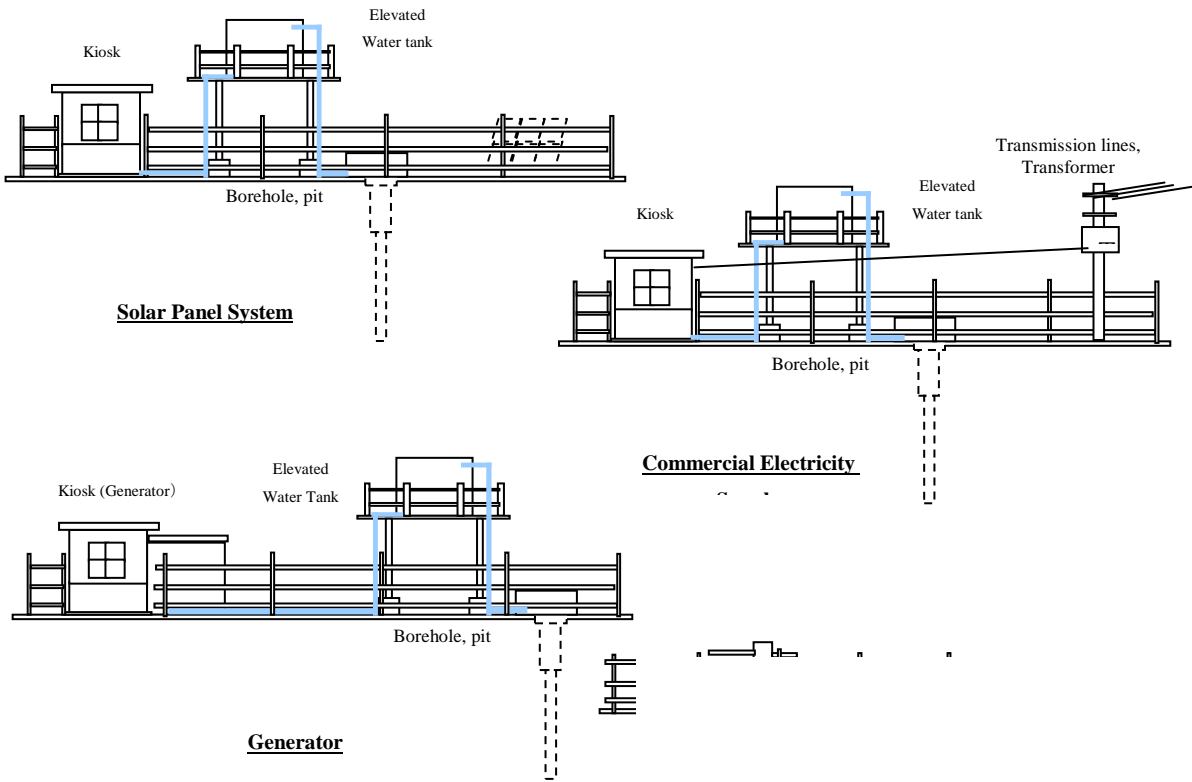 Elevated
Water tank
Kiosk
Borehole, pit
Solar Panel System
Transmission lines,
Transformer
Elevated
Water tank
Kiosk
Borehole, pit
Commercial Electricity
Elevated
Water Tank
Kiosk (Generator）
Borehole, pit
Generator